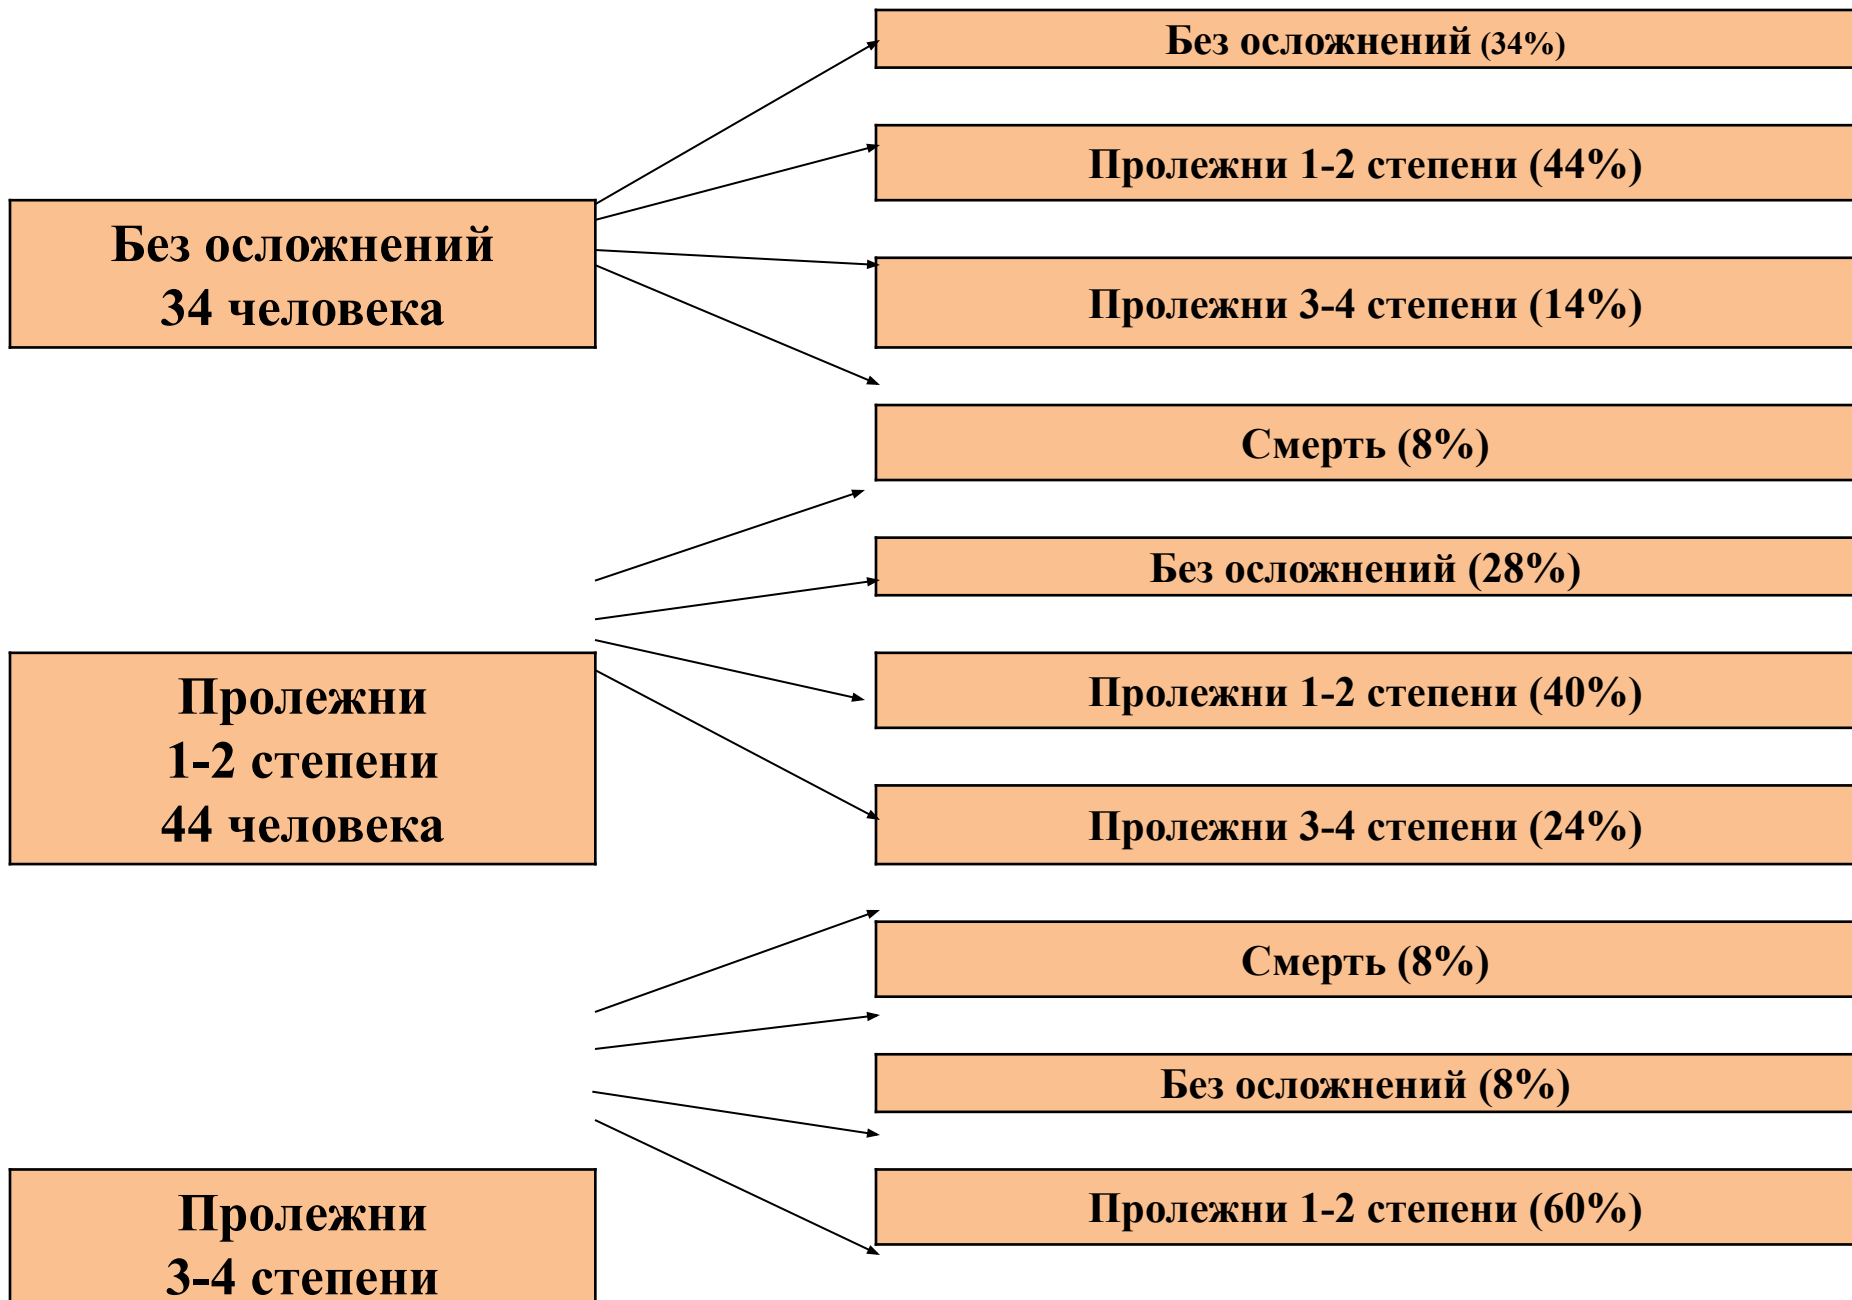 Без осложнений (34%)
Пролежни 1-2 степени (44%)
Без осложнений
34 человека
Пролежни 3-4 степени (14%)
Смерть (8%)
Без осложнений (28%)
Пролежни
1-2 степени
44 человека
Пролежни 1-2 степени (40%)
Пролежни 3-4 степени (24%)
Смерть (8%)
Без осложнений (8%)
Пролежни 1-2 степени (60%)
Пролежни
3-4 степени